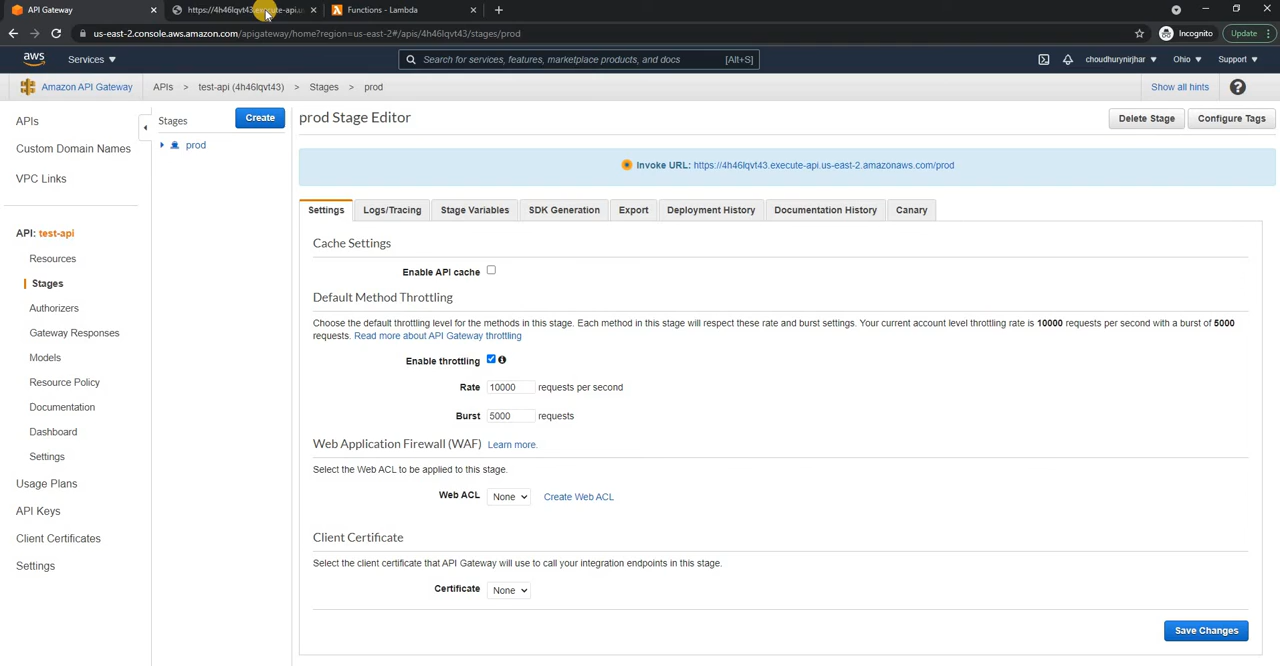 API Gateway
https://4h46lqvt43.execute-api.us
Functions - Lambda
us-east-2.console.aws.amazon.com/apigateway/home?region=us-east-2#/apis/4h46lqvt43/stages/prod
Incognito
Update
aws
Services
Search for services, features, marketplace products, and docs
[Alt+S]
choudhurynirjhar
Ohio
Support
Amazon API Gateway
APIs > test-api (4h46lqvt43) > Stages > prod
Show all hints
?
APIs
Custom Domain Names
VPC Links
API: test-api
Resources
Stages
Authorizers
Gateway Responses
Models
Resource Policy
Documentation
Dashboard
Settings
Usage Plans
API Keys
Client Certificates
Settings
Stages
Create
prod
prod Stage Editor
Delete Stage
Configure Tags
Invoke URL: https://4h46lqvt43.execute-api.us-east-2.amazonaws.com/prod
Settings
Logs/Tracing
Stage Variables
SDK Generation
Export
Deployment History
Documentation History
Canary
Cache Settings
Enable API cache
Default Method Throttling
Choose the default throttling level for the methods in this stage. Each method in this stage will respect these rate and burst settings. Your current account level throttling rate is 10000 requests per second with a burst of 5000
requests. Read more about API Gateway throttling
Enable throttling
Rate 10000 requests per second
Burst 5000 requests
Web Application Firewall (WAF) Learn more.
Select the Web ACL to be applied to this stage.
Web ACL None Create Web ACL
Client Certificate
Select the client certificate that API Gateway will use to call your integration endpoints in this stage.
Certificate None
Save Changes